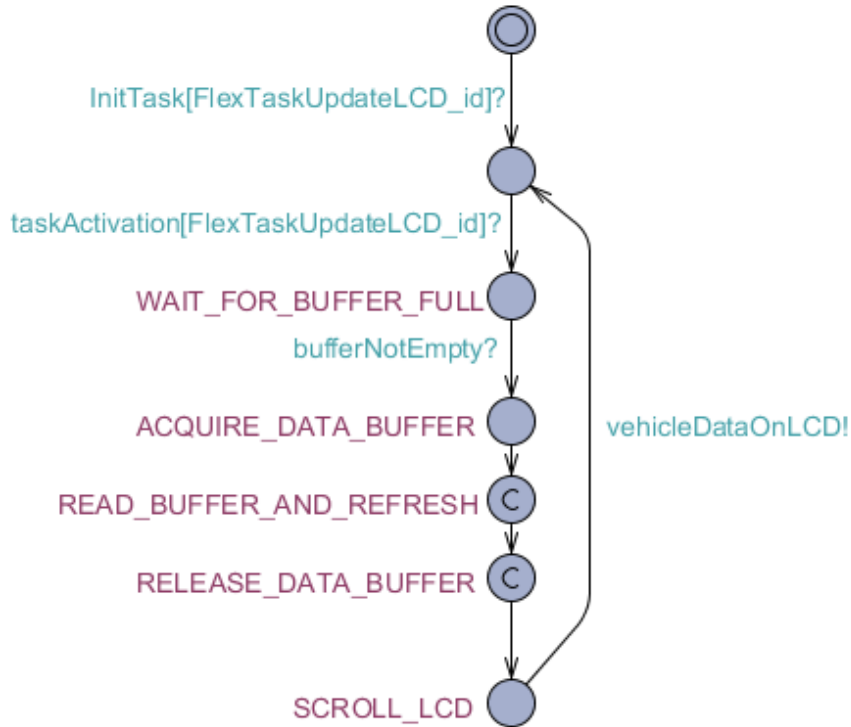 InitTask[FlexTaskUpdateLCD_id]?
taskActivation[FlexTaskUpdateLCD_id]?
WAIT_FOR_BUFFER_FULL
bufferNotEmpty?
ACQUIRE_DATA_BUFFER
vehicleDataOnLCD!
READ_BUFFER_AND_REFRESH
C
RELEASE_DATA_BUFFER
C
SCROLL_LCD